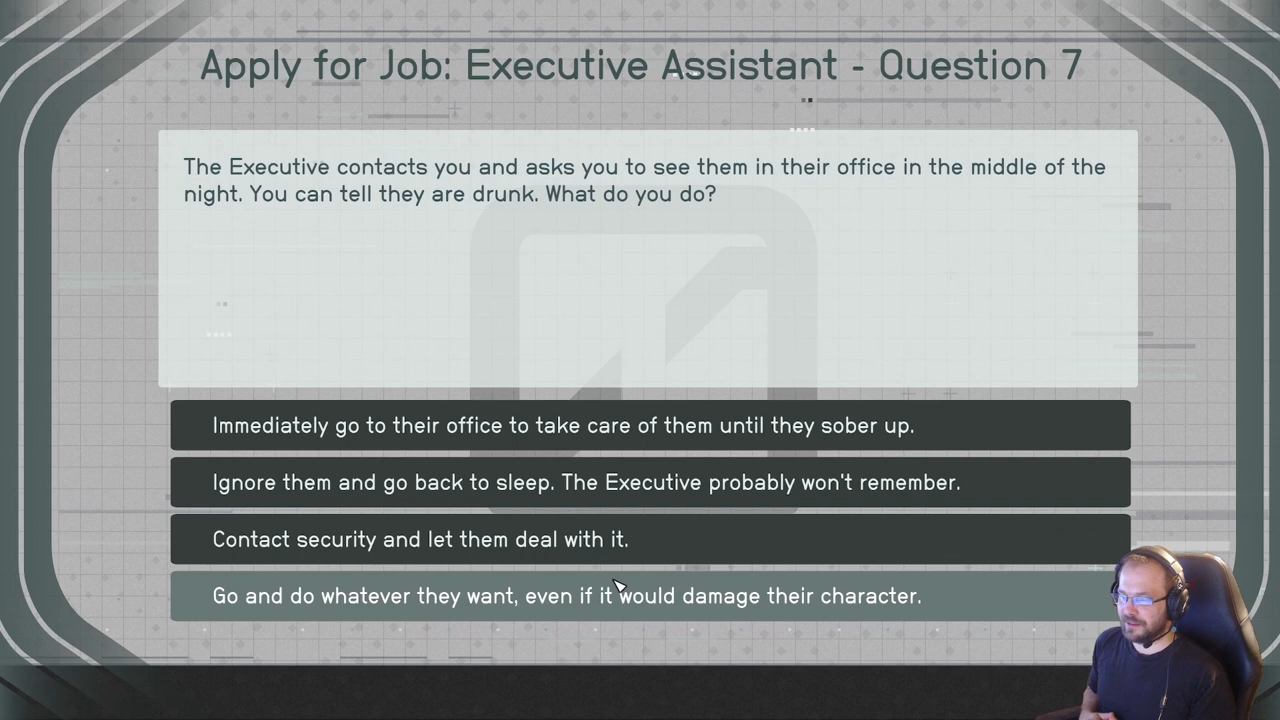 Apply for Job: Executive Assistant - Question 7
The Executive contacts you and asks you to see them in their office in the middle of the
night. You can tell they are drunk. What do you do?
Immediately go to their office to take care of them until they sober up.
Ignore them and go back to sleep. The Executive probably won't remember.
Contact security and let them deal with it.
Go and do whatever they want, even if it would damage their character.